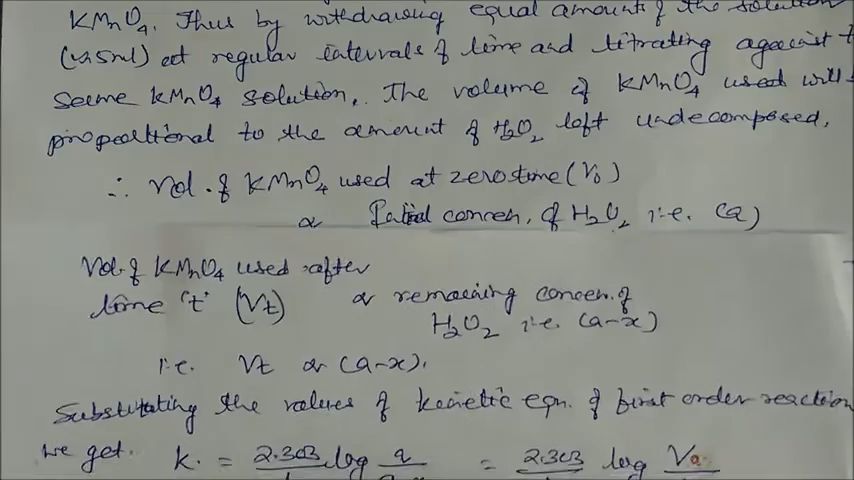 KMnO4. Thus by withdrawing equal amount of the solution
(vs 5ml) at regular intervals of time and titrating against
same KMnO4 solution. The volume of KMnO4 used will
proportional to the amount of H2O2 left undecomposed.
∴ Vol. of KMnO4 used at zero time (V0)
∝ Initial concen. of H2O2 i.e. (a)
Vol. of KMnO4 used after
time 't' (Vt) ∝ remaining concen. of
H2O2 i.e. (a-x)
i.e. Vt ∝ (a-x).
Substituting the values of kinetic eqn. of first order reaction
we get. k. = 2.303 log a = 2.303 log V0